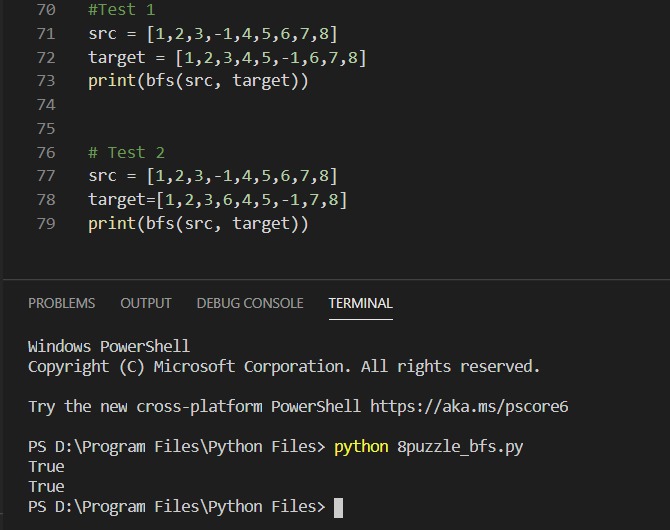 70 #Test 1
71 src = [1,2,3,-1,4,5,6,7,8]
72 target = [1,2,3,4,5,-1,6,7,8]
73 print(bfs(src, target))
74
75
76 # Test 2
77 src = [1,2,3,-1,4,5,6,7,8]
78 target=[1,2,3,6,4,5,-1,7,8]
79 print(bfs(src, target))
PROBLEMS OUTPUT DEBUG CONSOLE TERMINAL
Windows PowerShell
Copyright (C) Microsoft Corporation. All rights reserved.
Try the new cross-platform PowerShell https://aka.ms/pscore6
PS D:\Program Files\Python Files> python 8puzzle_bfs.py
True
True
PS D:\Program Files\Python Files>